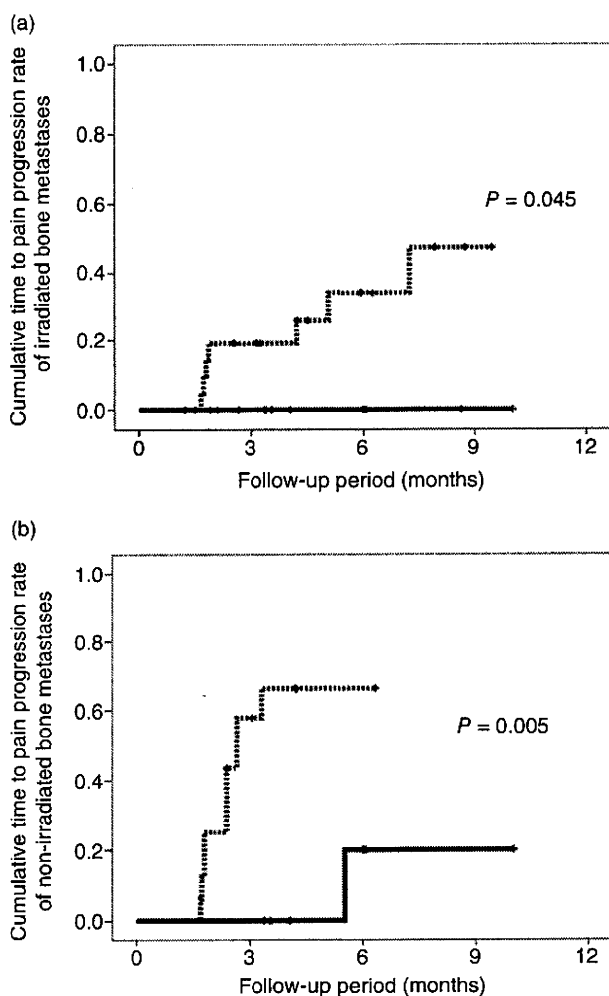 (a)
Cumulative time to pain progression rate
of irradiated bone metastases
1.0
0.8
0.6
0.4
0.2
0.0
P = 0.045
0 3 6 9 12
Follow-up period (months)
(b)
Cumulative time to pain progression rate
of non-irradiated bone metastases
1.0
0.8
0.6
0.4
0.2
0.0
P = 0.005
0 3 6 9 12
Follow-up period (months)